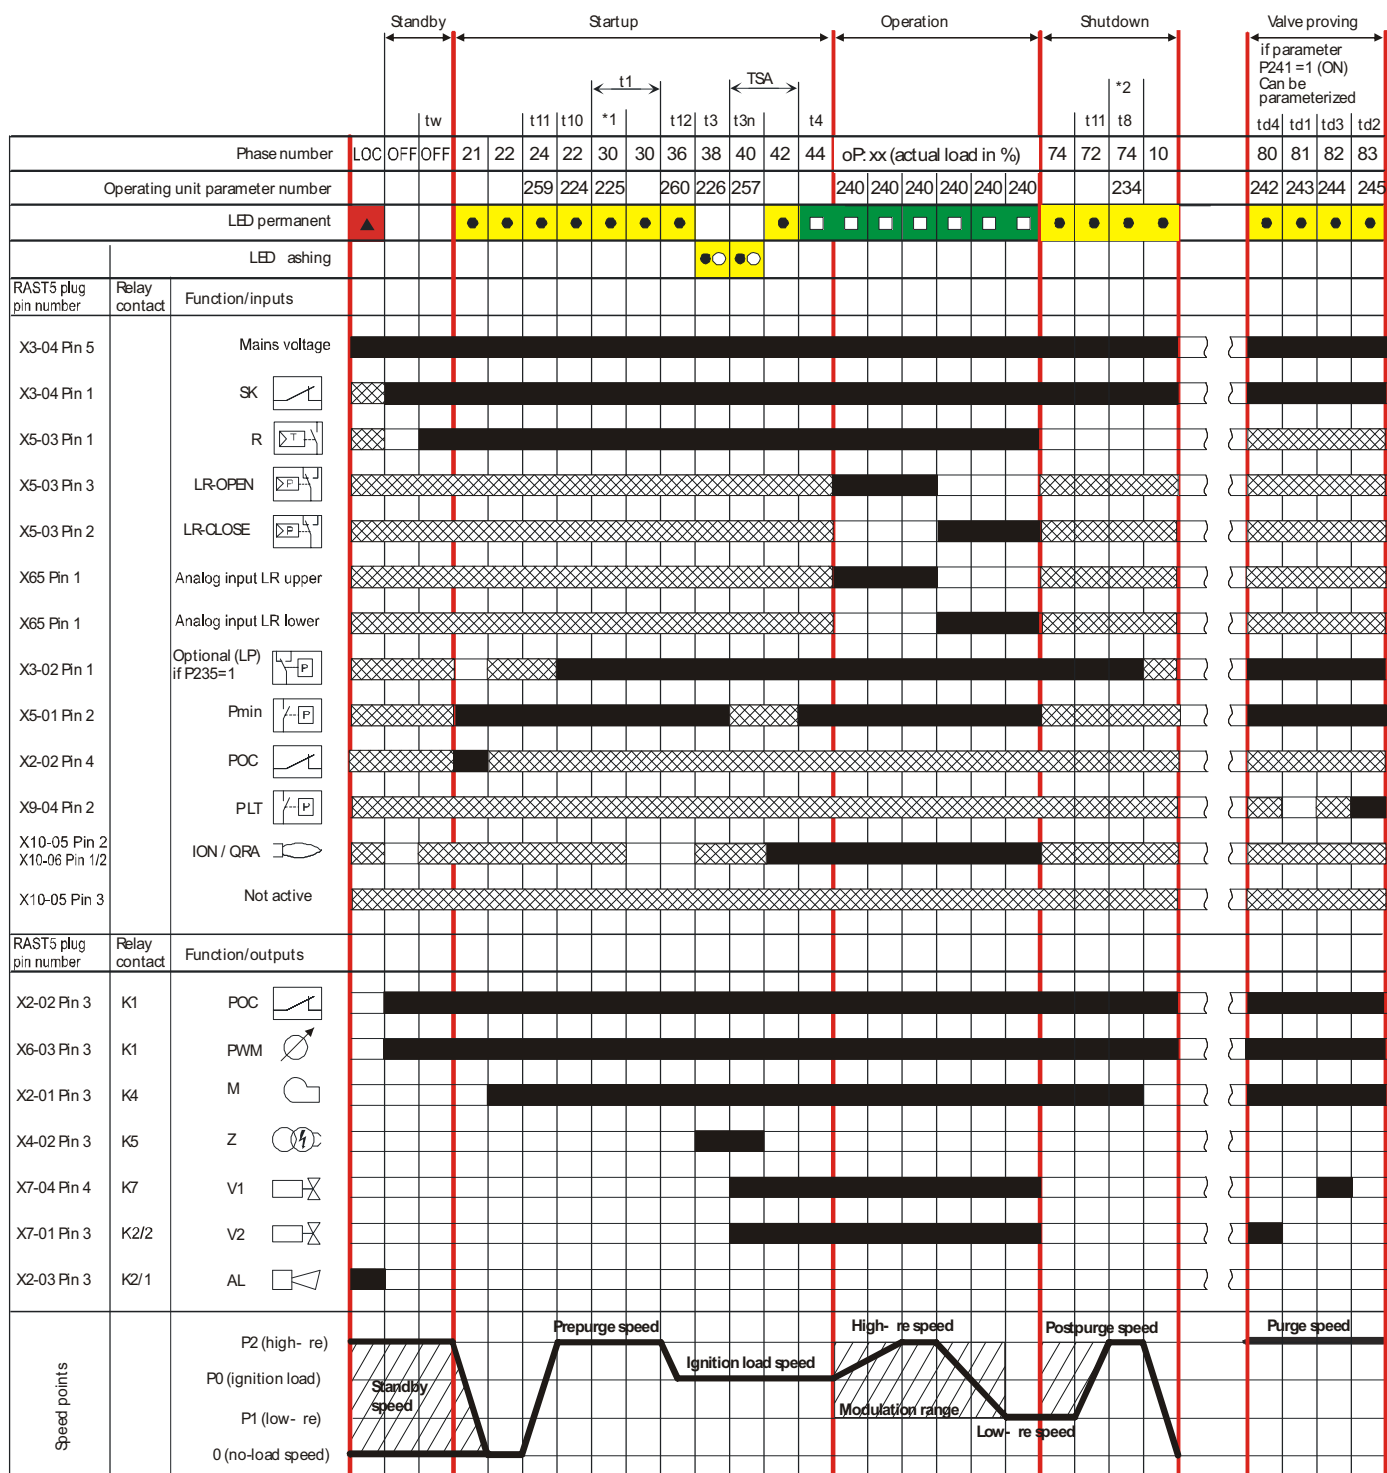 Standby Startup Operation Shutdown Valve proving
if parameter
P241 =1 (ON)
Can be
parameterized
t1 TSA *2
tw t11 t10 *1 t12 t3 t3n t4 t11 t8 td4 td1 td3 td2
Phase number LOC OFF OFF 21 22 24 22 30 30 36 38 40 42 44 oP: xx (actual load in %) 74 72 74 10 80 81 82 83
Operating unit parameter number 259 224 225 260 226 257 240 240 240 240 240 240 234 242 243 244 245
LED permanent
LED ashing
RAST5 plug
pin number
Relay
contact
Function/inputs
X3-04 Pin 5 Mains voltage
X3-04 Pin 1 SK
X5-03 Pin 1 R T
X5-03 Pin 3 LR-OPEN P
X5-03 Pin 2 LR-CLOSE P
X65 Pin 1 Analog input LR upper
X65 Pin 1 Analog input LR lower
X3-02 Pin 1 Optional (LP)
if P235=1 P
X5-01 Pin 2 Pmin P
X2-02 Pin 4 POC
X9-04 Pin 2 PLT P
X10-05 Pin 2
X10-06 Pin 1/2 ION / QRA
X10-05 Pin 3 Not active
RAST5 plug
pin number
Relay
contact
Function/outputs
X2-02 Pin 3 K1 POC
X6-03 Pin 3 K1 PWM
X2-01 Pin 3 K4 M
X4-02 Pin 3 K5 Z
X7-04 Pin 4 K7 V1
X7-01 Pin 3 K2/2 V2
X2-03 Pin 3 K2/1 AL
Speed points
P2 (high- re)
P0 (ignition load)
P1 (low- re)
0 (no-load speed)
Standby
speed
Prepurge speed
Ignition load speed
High- re speed
Modulation range
Low- re speed
Postpurge speed
Purge speed